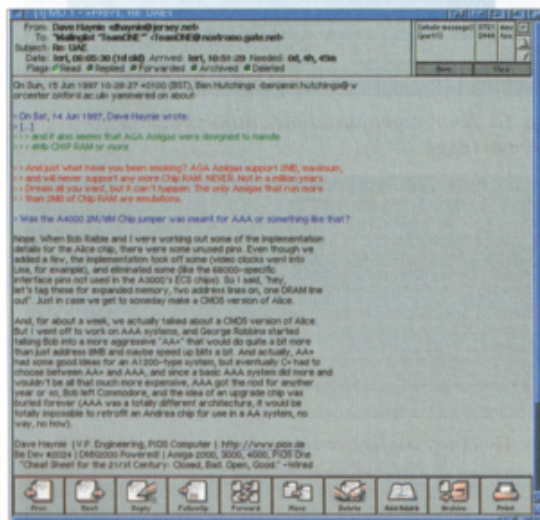 From: Dave Haynie <dhaynie@jersey.net>
To: "Mailinglist "TeamONE"" <TeamONE@nostromo.gate.net>
Subject: Re: UAE
Flags: Read Replied Forwarded Archived Deleted
On Sun, 15 Jun 1997, 10:28:27 +0100 (BST), Ben Hutchings <benjamin.hutchings@w
orcester.oxford.ac.uk> yammered on about
> On Sat, 14 Jun 1997, Dave Haynie wrote:
> [...]
> > > and it also seems that AGA Amigas were designed to handle
> > > 4Mb CHIP RAM or more
> > And just what have you been smoking? AGA Amigas support 2MB, maximum,
> > and will never support any more Chip RAM. NEVER. Not in a million years.
> > Dream all you want, but it can't happen. The only Amigas that run more
> > than 2MB of Chip RAM are emulations.
> Was the A4000 2M/8M Chip jumper was meant for AAA or something like that?
Nope. When Bob Raible and I were working out some of the implementation
details for the Alice chip, there were some unused pins. Even though we
added a few, the implementation took off some (video clocks went into
Lisa, for example), and eliminated some (like the 68000-specific
interface pins not used in the A3000's ECS chips). So I said, "hey,
let's tag these for expanded memory, two address lines on, one DRAM line
out". Just in case we get to someday make a CMOS version of Alice.
And, for about a week, we actually talked about a CMOS version of Alice.
But I went off to work on AAA systems, and George Robbins started
talking Bob into a more aggressive "AA+" that would do quite a bit more
than just address 8MB and maybe speed up blits a bit. And actually, AA+
had some good ideas for an A1200-type system, but eventually C= had to
choose between AA+ and AAA, and since a basic AAA system did more and
wouldn't be all that much more expensive, AAA got the nod for another
year or so, Bob left Commodore, and the idea of an upgrade chip was
buried forever (AAA was a totally different architecture, it would be
totally impossible to retrofit an Andrea chip for use in a AA system, no
way, no how).
Dave Haynie | V.P. Engineering, PIOS Computer | http://www.pios.de
Be Dev #2024 | DMB2000 Powered! | Amiga 2000, 3000, 4000, PIOS One
"Cheat Sheet for the 21rst Century: Closed, Bad. Open, Good." -Wired
Prev Next Reply FollowUp Forward Move Delete Add Addrs Archive Print